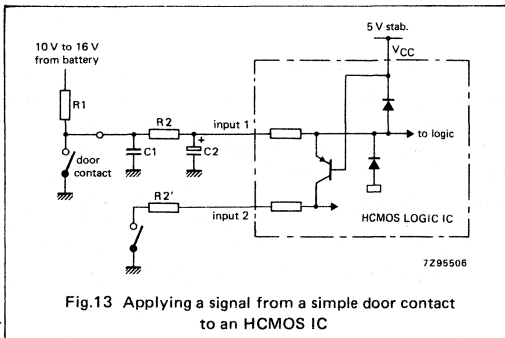 10 V to 16 V
from battery
5 V stab.
VCC
R1
R2
input 1
to logic
door
contact
C1
+
C2
R2'
input 2
HCMOS LOGIC IC
7Z95506
Fig.13 Applying a signal from a simple door contact
to an HCMOS IC